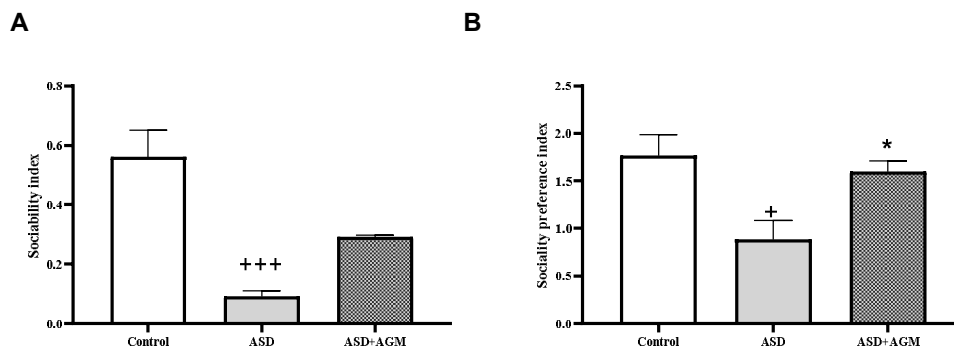 A
Sociability index
0.8
0.6
0.4
0.2
0.0
+++
Control
ASD
ASD+AGM
B
Sociality preference index
2.5
2.0
1.5
1.0
0.5
0.0
+
*
Control
ASD
ASD+AGM